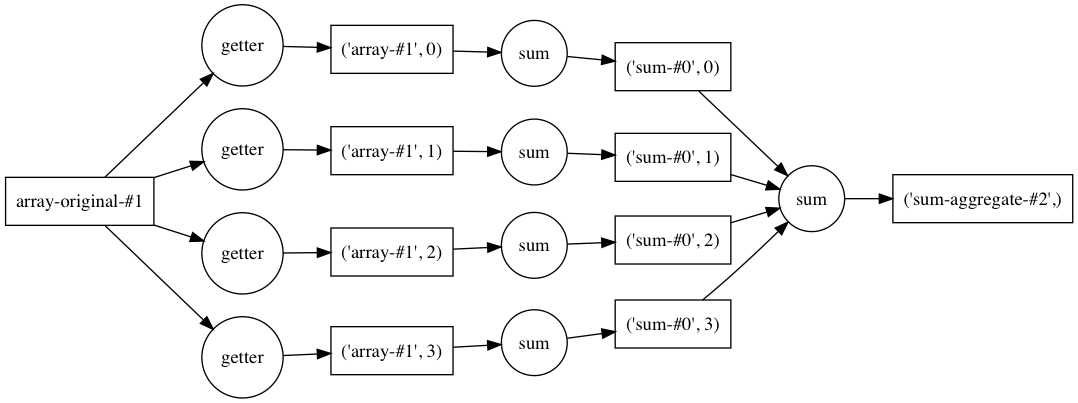 getter
('array-#1', 0)
sum
('sum-#0', 0)
getter
('array-#1', 1)
sum
('sum-#0', 1)
array-original-#1
sum
('sum-aggregate-#2',)
getter
('array-#1', 2)
sum
('sum-#0', 2)
getter
('array-#1', 3)
sum
('sum-#0', 3)